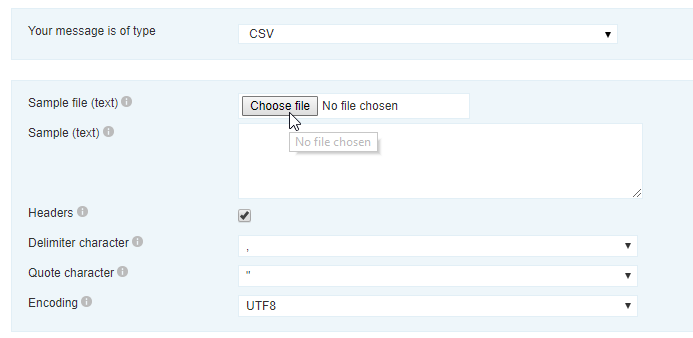 Your message is of type CSV
Sample file (text) Choose file No file chosen
Sample (text)
No file chosen
Headers
Delimiter character ,
Quote character "
Encoding UTF8